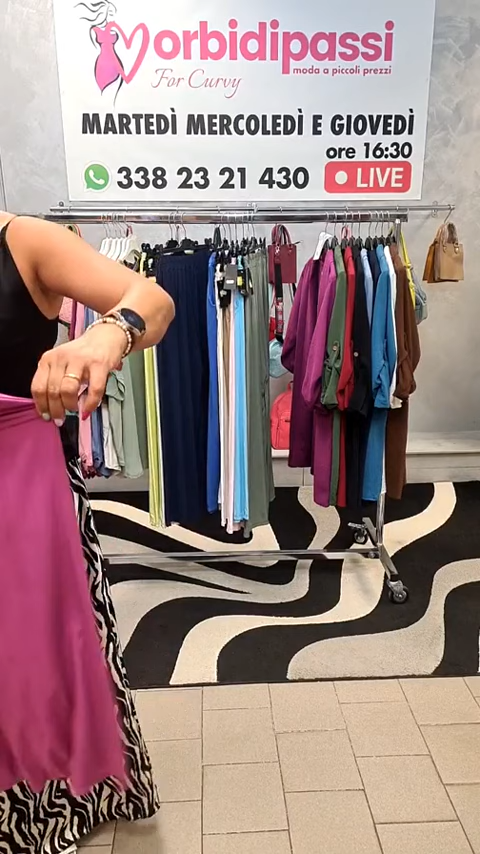 Morbidipassi
moda a piccoli prezzi
For Curvy
MARTEDÌ MERCOLEDÌ E GIOVEDÌ
ore 16:30
338 23 21 430
LIVE